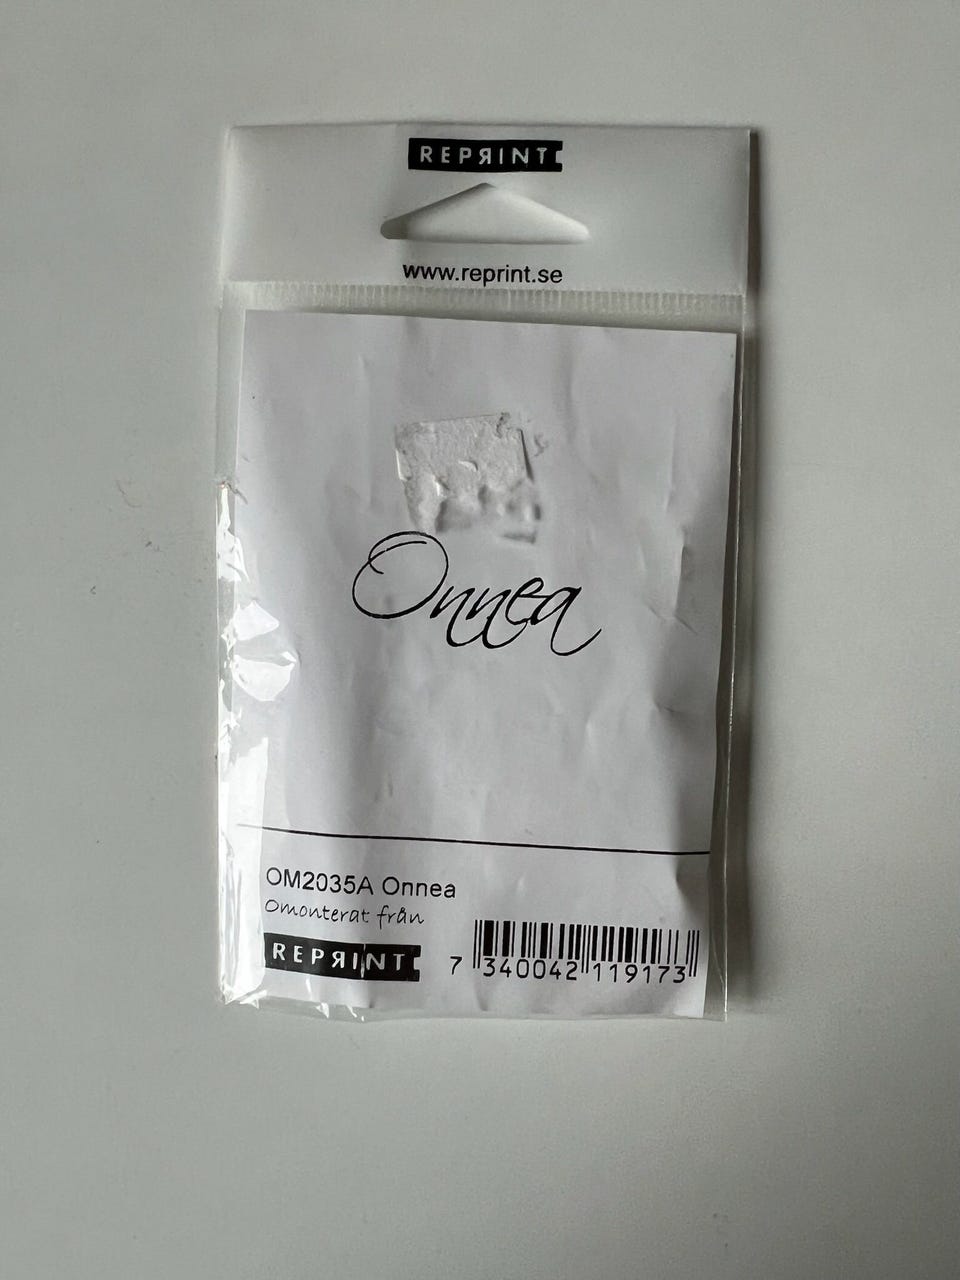 REPRINT
www.reprint.se
Onnea
OM2035A Onnea
Omonterat från
REPRINT
7 340042 119173